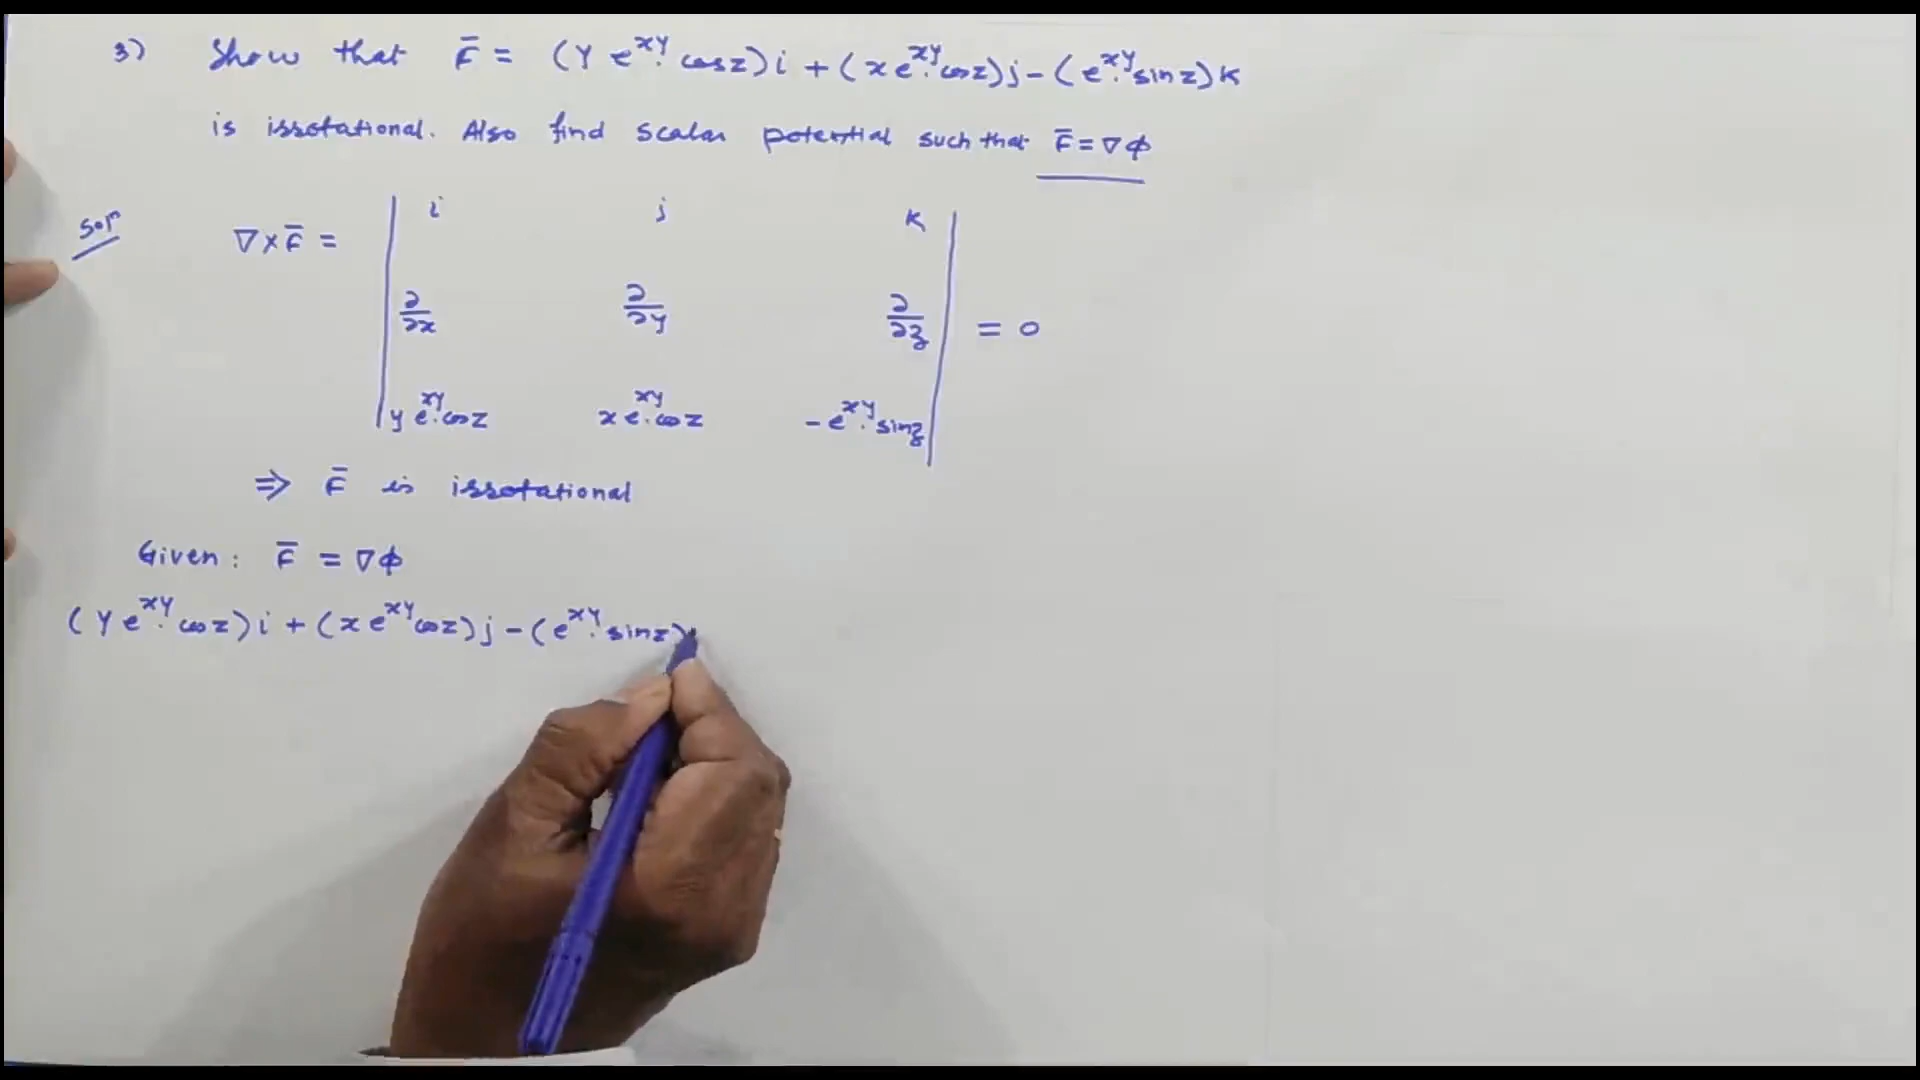 3) Show that F̄ = (y e^{xy}. cosz)i + (x e^{xy}. cosz)j - (e^{xy}. sinz)k
is irrotational. Also find scalar potential such that F̄ = ∇ϕ
Sol^n
∇×F̄ = | i j k |
| ∂/∂x ∂/∂y ∂/∂z | = 0
| y e^{xy}. cosz x e^{xy}. cosz - e^{xy}. sinz |
⇒ F̄ is irrotational
Given: F̄ = ∇ϕ
(y e^{xy}. cosz)i + (x e^{xy} cosz)j - (e^{xy}. sinz)